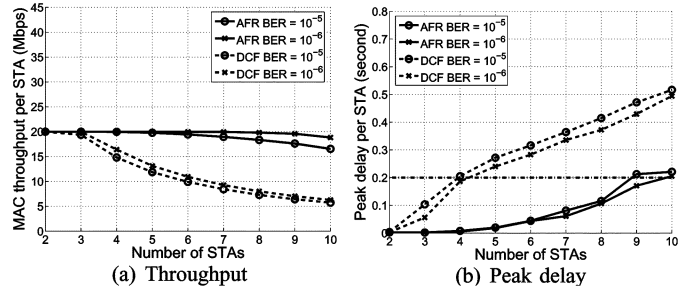 45
40
35
30
25
20
15
10
5
0
2 3 4 5 6 7 8 9 10
MAC throughput per STA (Mbps)
Number of STAs
AFR BER = 10⁻⁵
AFR BER = 10⁻⁶
DCF BER = 10⁻⁵
DCF BER = 10⁻⁶
(a) Throughput
0.8
0.7
0.6
0.5
0.4
0.3
0.2
0.1
0
2 3 4 5 6 7 8 9 10
Peak delay per STA (second)
Number of STAs
AFR BER = 10⁻⁵
AFR BER = 10⁻⁶
DCF BER = 10⁻⁵
DCF BER = 10⁻⁶
(b) Peak delay